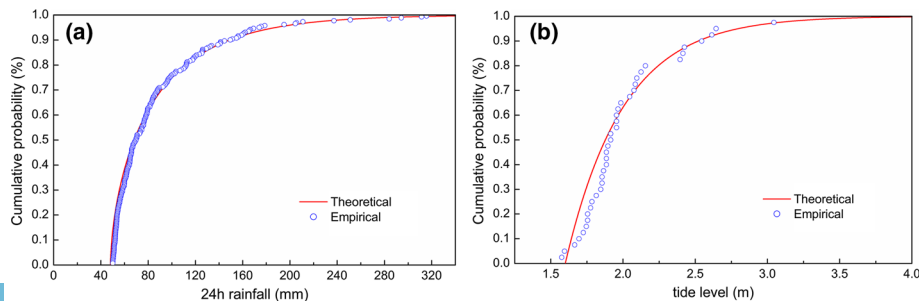 (a)
Cumulative probability (%)
1.0
0.9
0.8
0.7
0.6
0.5
0.4
0.3
0.2
0.1
0.0
0 40 80 120 160 200 240 280 320
24h rainfall (mm)
Theoretical
Empirical
(b)
Cumulative probability (%)
1.0
0.9
0.8
0.7
0.6
0.5
0.4
0.3
0.2
0.1
0.0
1.5 2.0 2.5 3.0 3.5 4.0
tide level (m)
Theoretical
Empirical